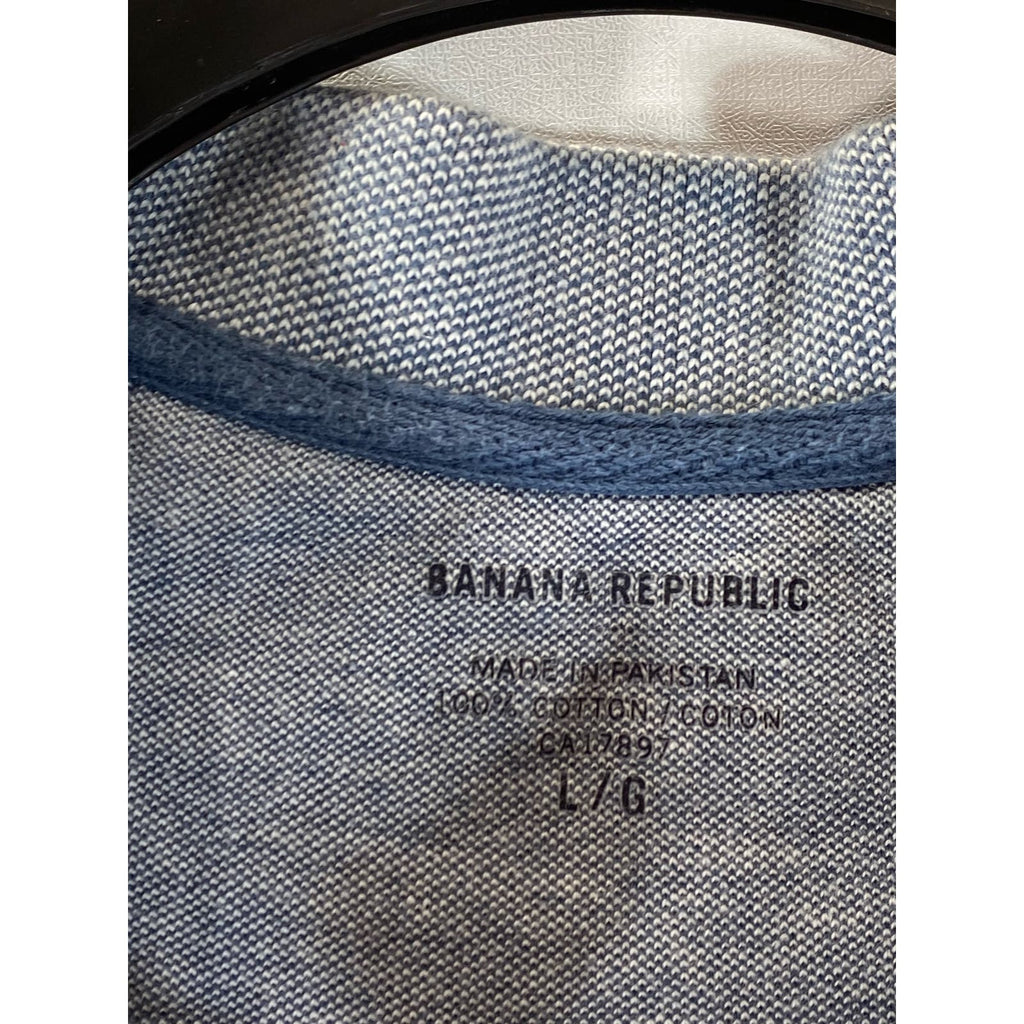 BANANA REPUBLIC
MADE IN PAKISTAN
100% COTTON / COTON
CA17897
L / G